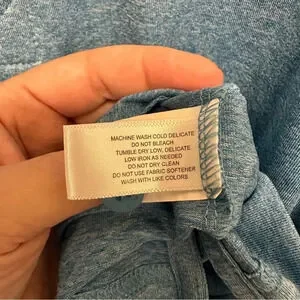 MACHINE WASH COLD DELICATE
DO NOT BLEACH
TUMBLE DRY LOW, DELICATE
LOW IRON AS NEEDED
DO NOT DRY CLEAN
DO NOT USE FABRIC SOFTENER
WASH WITH LIKE COLORS